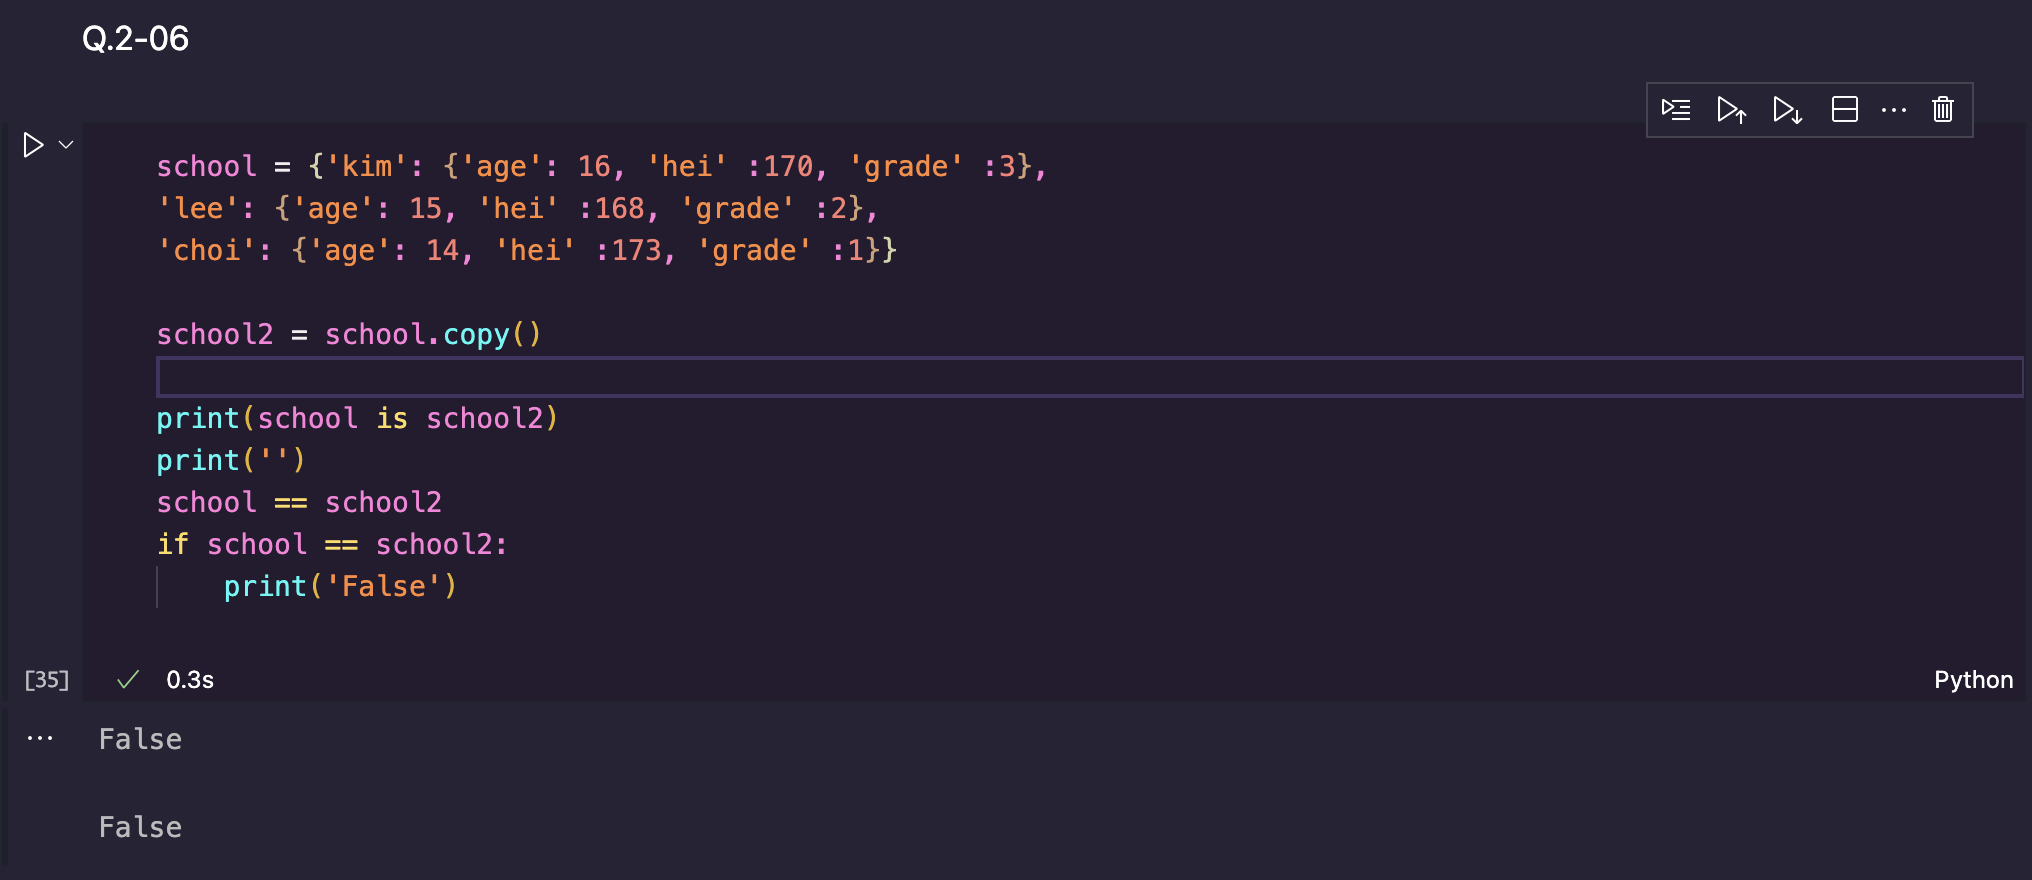 Q.2-06
school = {'kim': {'age': 16, 'hei' :170, 'grade' :3},
'lee': {'age': 15, 'hei' :168, 'grade' :2},
'choi': {'age': 14, 'hei' :173, 'grade' :1}}
school2 = school.copy()
print(school is school2)
print('')
school == school2
if school == school2:
    print('False')
[35] 0.3s Python
False
False